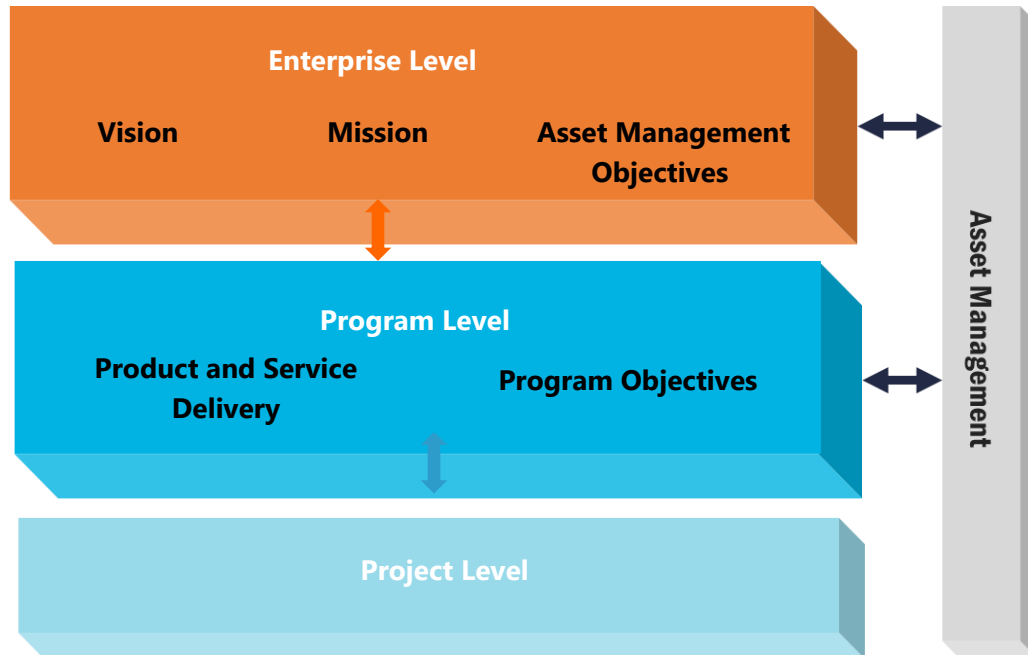 Enterprise Level
Vision
Mission
Asset Management
Objectives
Program Level
Product and Service
Delivery
Program Objectives
Project Level
Asset Management